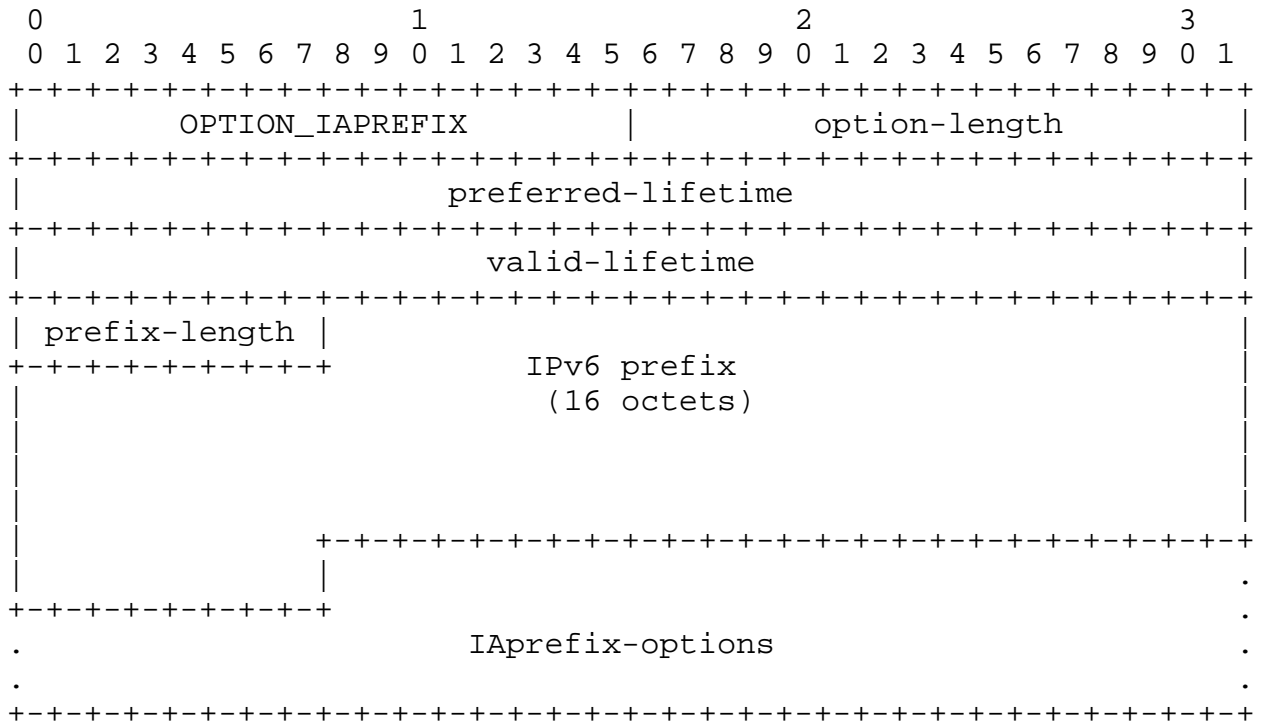 0                   1                   2                   3
 0 1 2 3 4 5 6 7 8 9 0 1 2 3 4 5 6 7 8 9 0 1 2 3 4 5 6 7 8 9 0 1
+-+-+-+-+-+-+-+-+-+-+-+-+-+-+-+-+-+-+-+-+-+-+-+-+-+-+-+-+-+-+-+-+
|        OPTION_IAPREFIX        |         option-length         |
+-+-+-+-+-+-+-+-+-+-+-+-+-+-+-+-+-+-+-+-+-+-+-+-+-+-+-+-+-+-+-+-+
|                      preferred-lifetime                       |
+-+-+-+-+-+-+-+-+-+-+-+-+-+-+-+-+-+-+-+-+-+-+-+-+-+-+-+-+-+-+-+-+
|                        valid-lifetime                         |
+-+-+-+-+-+-+-+-+-+-+-+-+-+-+-+-+-+-+-+-+-+-+-+-+-+-+-+-+-+-+-+-+
| prefix-length |                                               |
+-+-+-+-+-+-+-+-+          IPv6 prefix                          |
|                           (16 octets)                         |
|                                                               |
|                                                               |
|                                                               |
|               +-+-+-+-+-+-+-+-+-+-+-+-+-+-+-+-+-+-+-+-+-+-+-+-+
|               |                                               .
+-+-+-+-+-+-+-+-+                                               .
.                       IAprefix-options                        .
.                                                               .
+-+-+-+-+-+-+-+-+-+-+-+-+-+-+-+-+-+-+-+-+-+-+-+-+-+-+-+-+-+-+-+-+